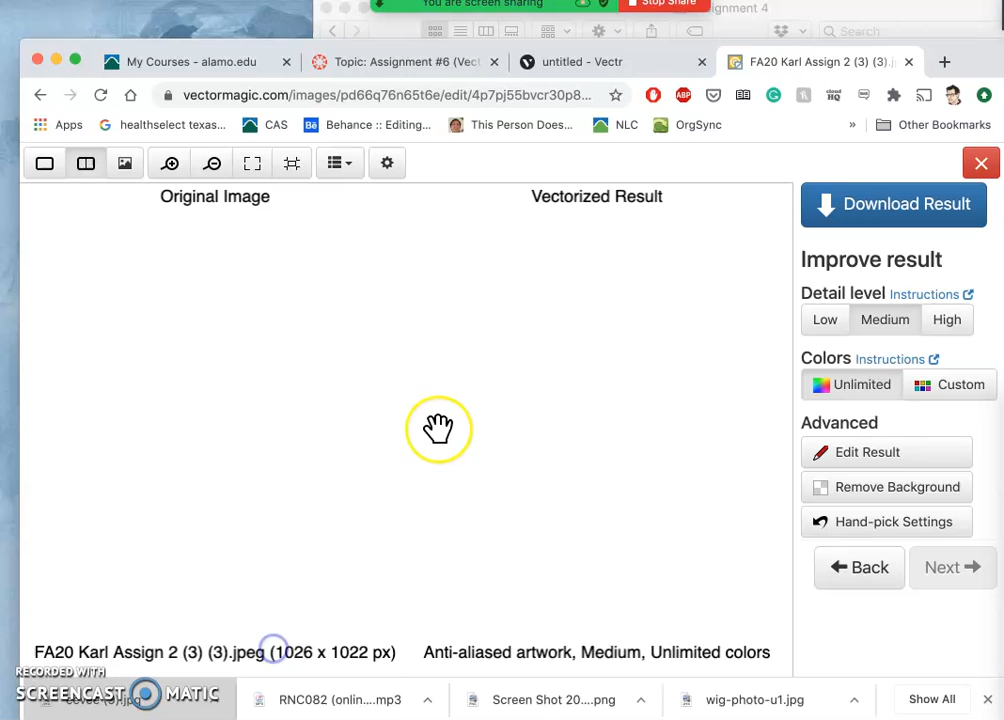 You are screen sharing
Stop Share
ignment 4
Search
My Courses - alamo.edu
Topic: Assignment #6 (Vect
untitled - Vectr
FA20 Karl Assign 2 (3) (3).j
vectormagic.com/images/pd66q76n65t6e/edit/4p7pj55bvcr30p8...
Apps
healthselect texas...
CAS
Behance :: Editing...
This Person Does...
NLC
OrgSync
»
Other Bookmarks
Original Image
Vectorized Result
Download Result
Improve result
Detail level Instructions
Low
Medium
High
Colors Instructions
Unlimited
Custom
Advanced
Edit Result
Remove Background
Hand-pick Settings
Back
Next
FA20 Karl Assign 2 (3) (3).jpeg (1026 x 1022 px)
Anti-aliased artwork, Medium, Unlimited colors
RECORDED WITH
SCREENCAST MATIC
RNC082 (onlin....mp3
Screen Shot 20....png
wig-photo-u1.jpg
Show All